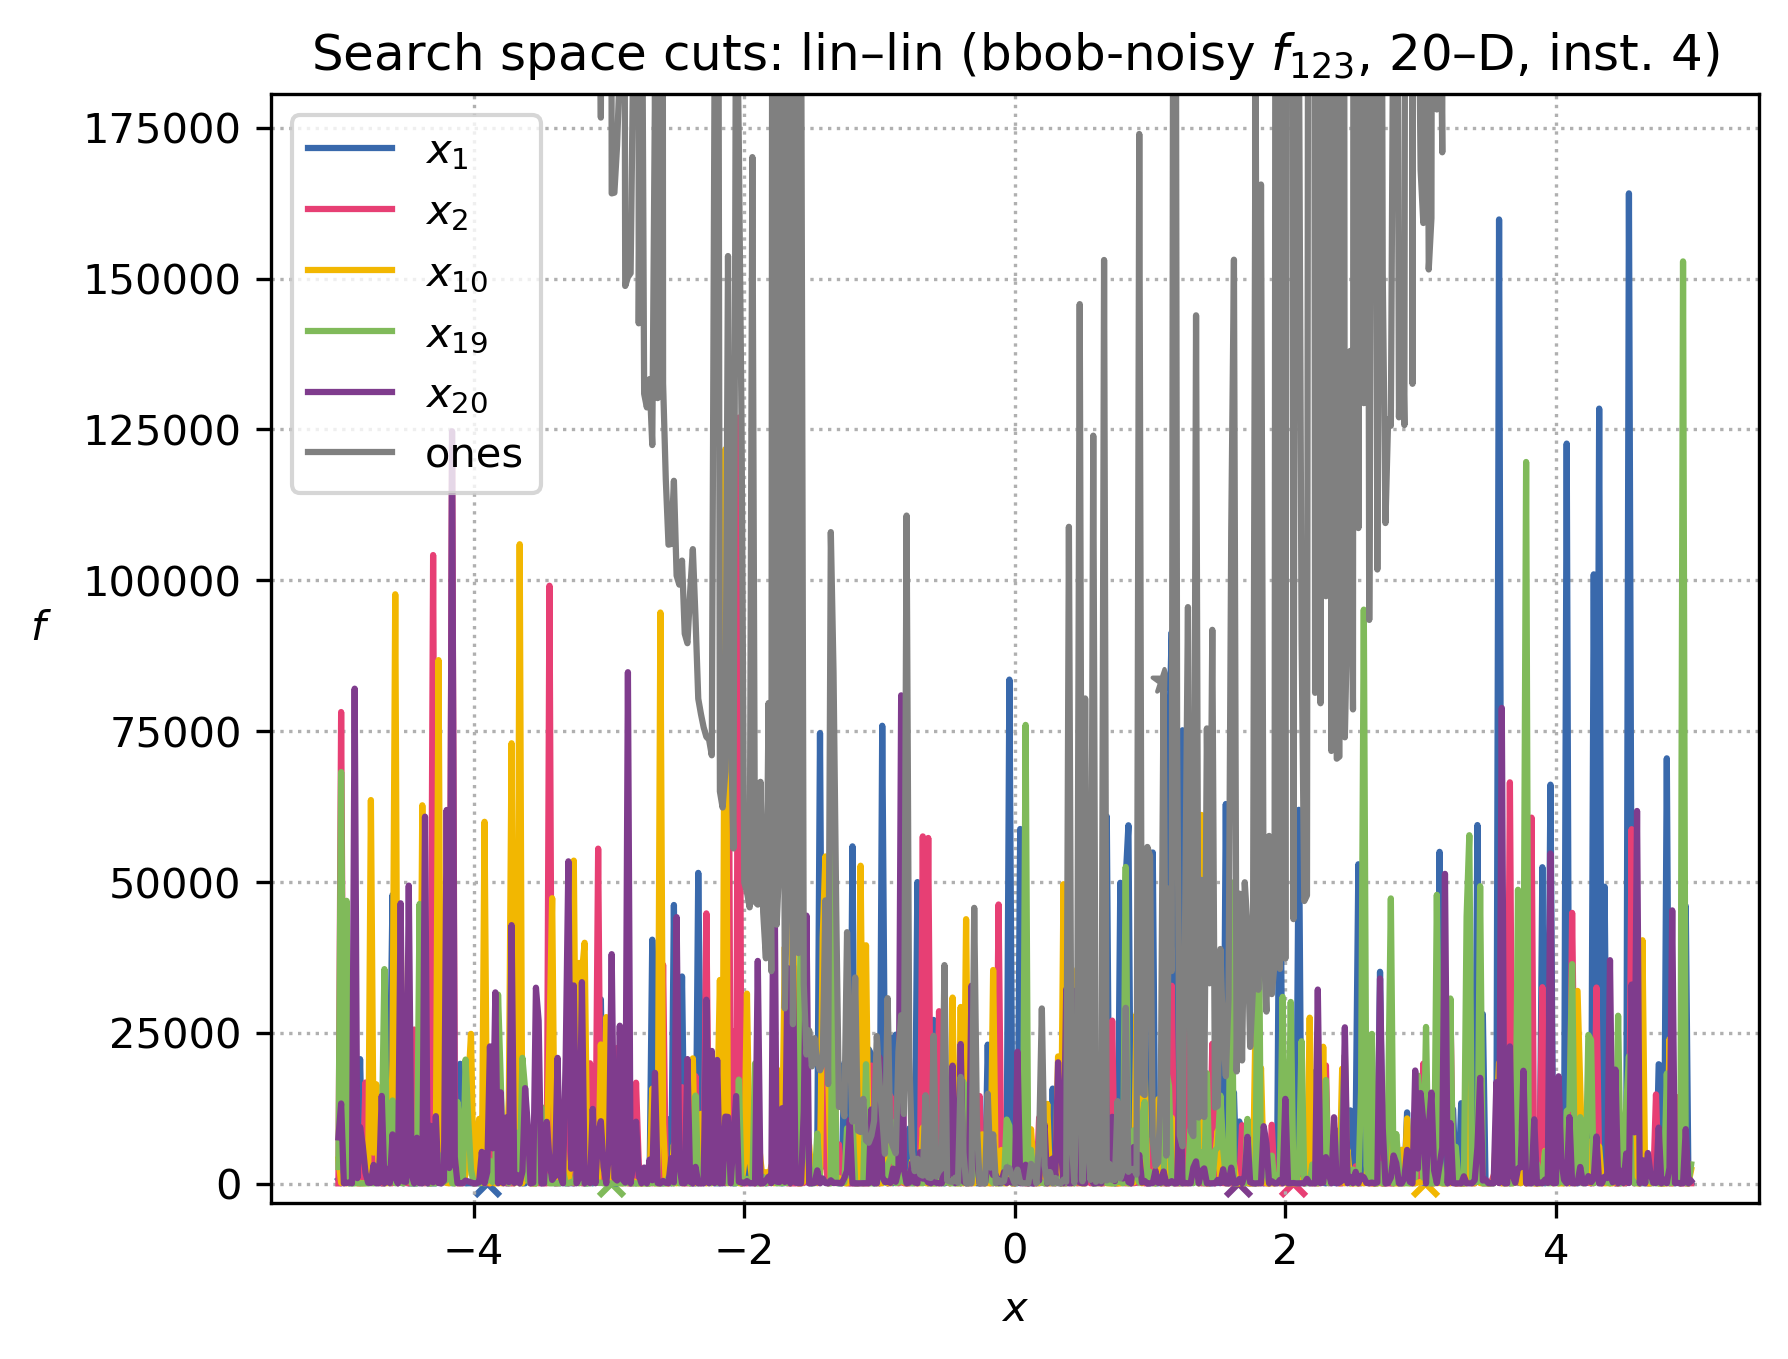 Search space cuts: lin–lin (bbob-noisy f₁₂₃, 20–D, inst. 4)
175000
150000
125000
100000
75000
50000
25000
0
f
x₁
x₂
x₁₀
x₁₉
x₂₀
ones
−4
−2
0
2
4
x